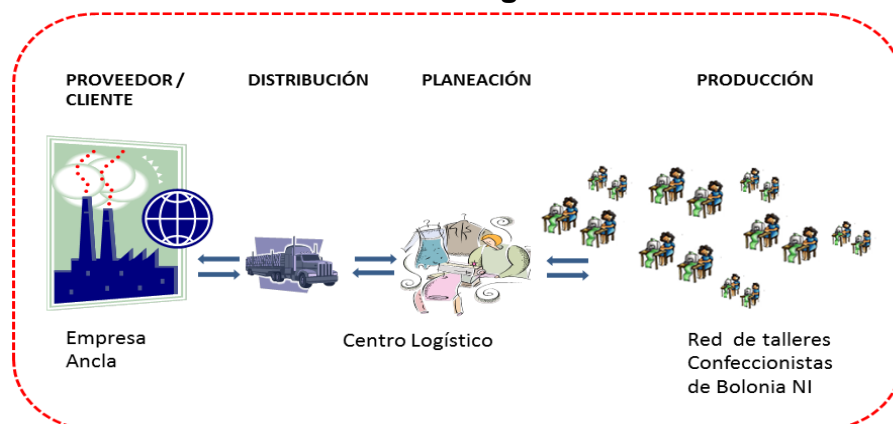 PROVEEDOR /
CLIENTE
DISTRIBUCIÓN
PLANEACIÓN
PRODUCCIÓN
Empresa
Ancla
Centro Logístico
Red de talleres
Confeccionistas
de Bolonia NI